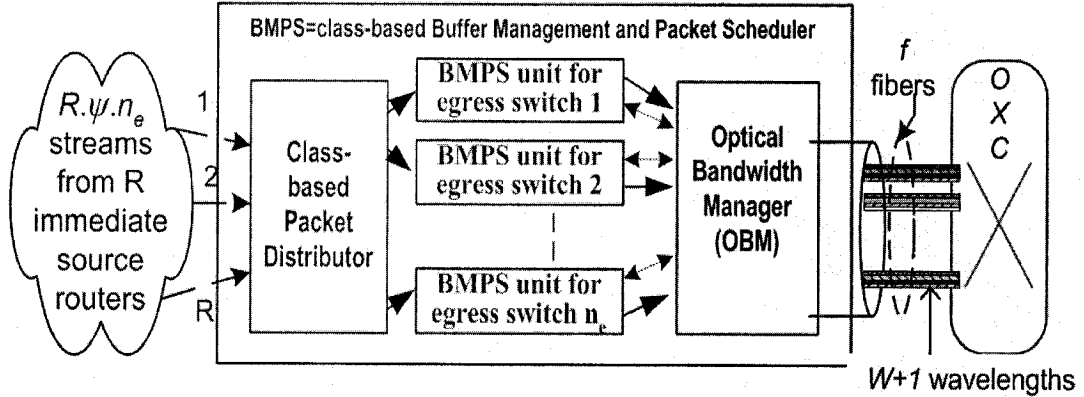 BMPS=class-based Buffer Management and Packet Scheduler
R.ψ.nₑ
streams
from R
immediate
source
routers
1
2
R
Class-
based
Packet
Distributor
BMPS unit for
egress switch 1
BMPS unit for
egress switch 2
BMPS unit for
egress switch nₑ
Optical
Bandwidth
Manager
(OBM)
f
fibers
O
X
C
W+1 wavelengths